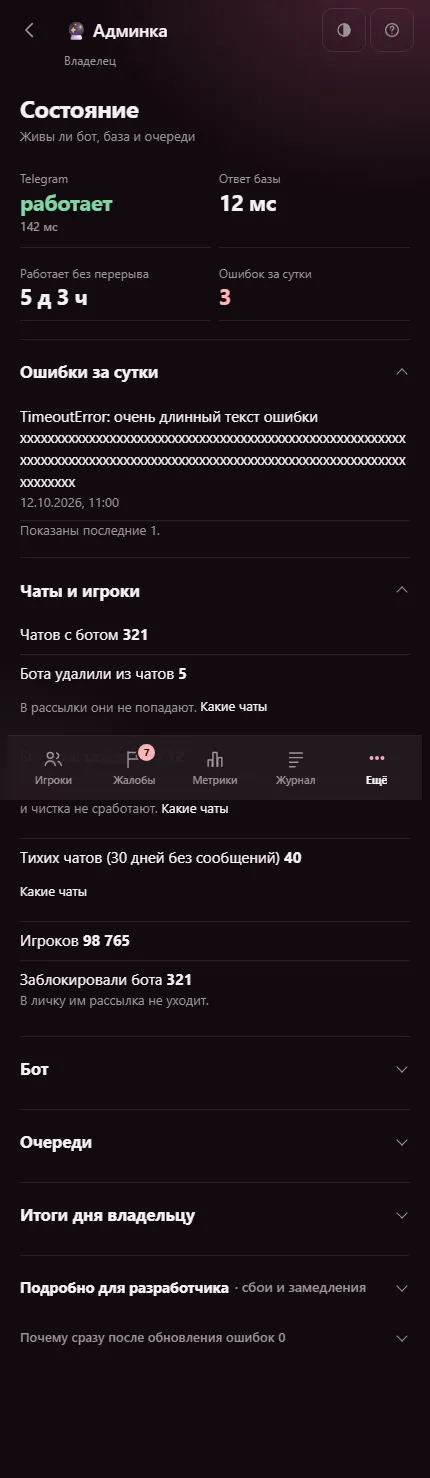 Админка
Владелец
Состояние
Живы ли бот, база и очереди
Telegram
работает
142 мс
Ответ базы
12 мс
Работает без перерыва
5 д 3 ч
Ошибок за сутки
3
Ошибки за сутки
TimeoutError: очень длинный текст ошибки
xxxxxxxxxxxxxxxxxxxxxxxxxxxxxxxxxxxxxxxxxxxxxxxxxxxxxxxx
xxxxxxxxxxxxxxxxxxxxxxxxxxxxxxxxxxxxxxxxxxxxxxxxxxxxxxxx
xxxxxxxx
12.10.2026, 11:00
Показаны последние 1.
Чаты и игроки
Чатов с ботом 321
Бота удалили из чатов 5
В рассылки они не попадают. Какие чаты
7
Игроки
Жалобы
Метрики
Журнал
Ещё
и чистка не сработают. Какие чаты
Тихих чатов (30 дней без сообщений) 40
Какие чаты
Игроков 98 765
Заблокировали бота 321
В личку им рассылка не уходит.
Бот
Очереди
Итоги дня владельцу
Подробно для разработчика · сбои и замедления
Почему сразу после обновления ошибок 0